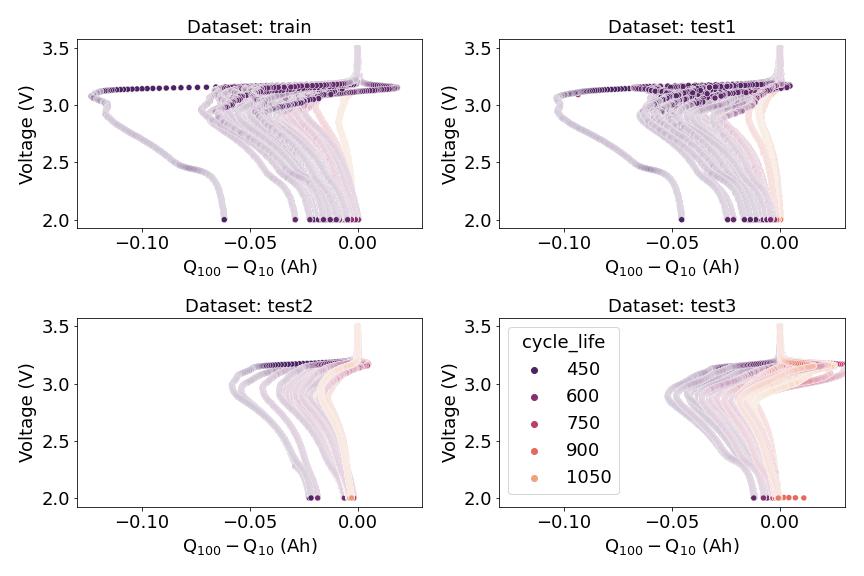 Dataset: train
3.5
3.0
2.5
2.0
Voltage (V)
−0.10
−0.05
0.00
Q₁₀₀ − Q₁₀ (Ah)
Dataset: test1
3.5
3.0
2.5
2.0
Voltage (V)
−0.10
−0.05
0.00
Q₁₀₀ − Q₁₀ (Ah)
Dataset: test2
3.5
3.0
2.5
2.0
Voltage (V)
−0.10
−0.05
0.00
Q₁₀₀ − Q₁₀ (Ah)
Dataset: test3
3.5
3.0
2.5
2.0
Voltage (V)
cycle_life
450
600
750
900
1050
−0.10
−0.05
0.00
Q₁₀₀ − Q₁₀ (Ah)